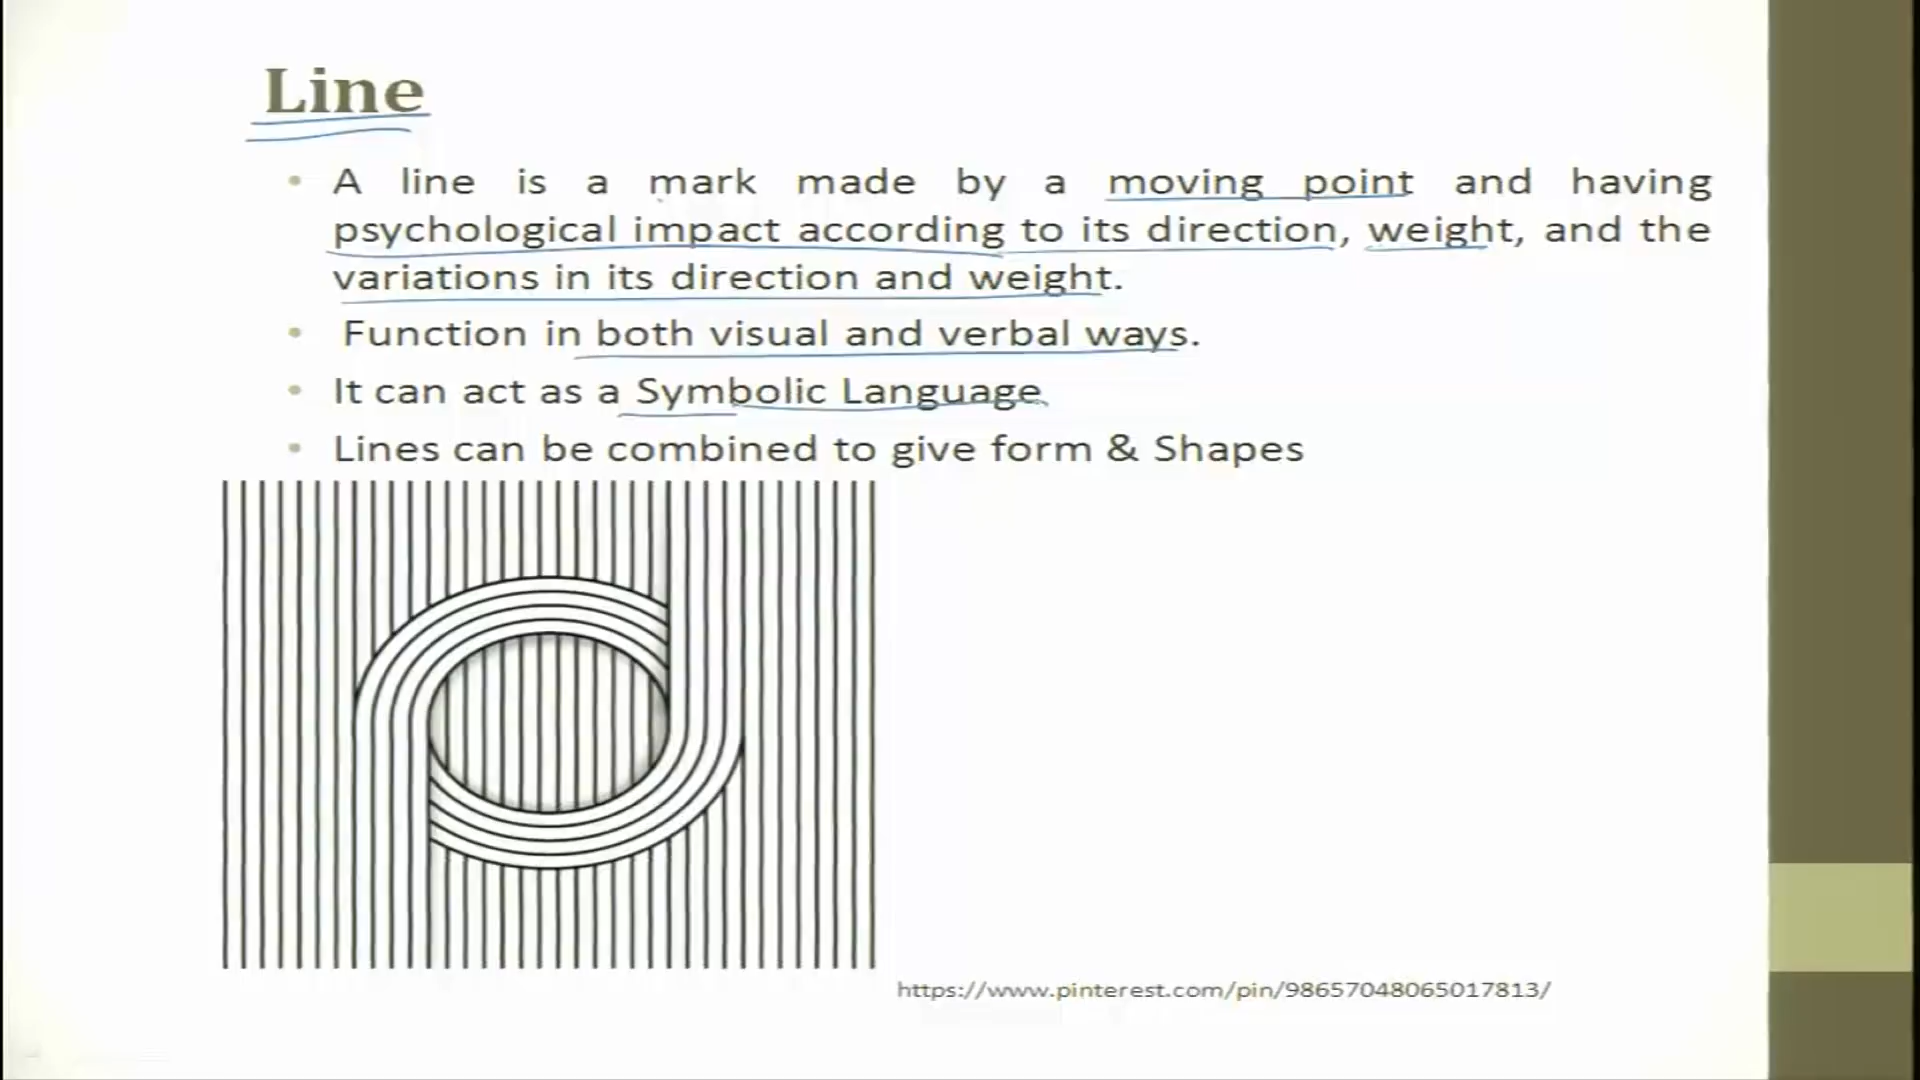 Line
• A line is a mark made by a moving point and having
psychological impact according to its direction, weight, and the
variations in its direction and weight.
• Function in both visual and verbal ways.
• It can act as a Symbolic Language
• Lines can be combined to give form & Shapes
https://www.pinterest.com/pin/98657048065017813/